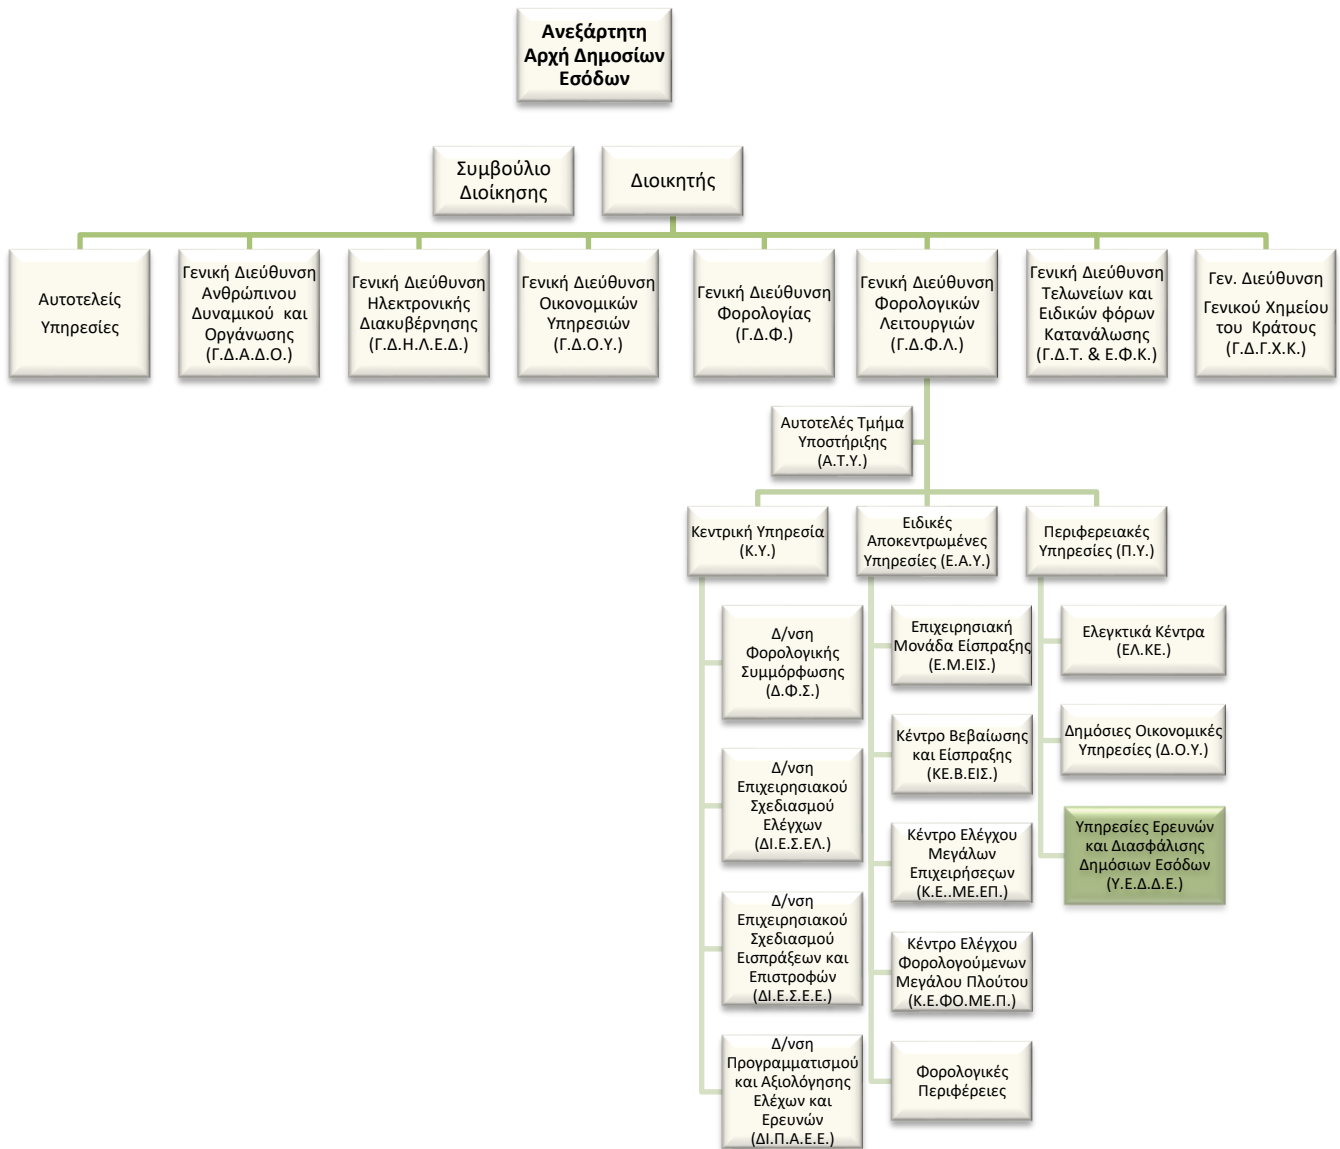 Ανεξάρτητη
Αρχή Δημοσίων
Εσόδων
Συμβούλιο
Διοίκησης
Διοικητής
Αυτοτελείς
Υπηρεσίες
Γενική Διεύθυνση
Ανθρώπινου
Δυναμικού και
Οργάνωσης
(Γ.Δ.Α.Δ.Ο.)
Γενική Διεύθυνση
Ηλεκτρονικής
Διακυβέρνησης
(Γ.Δ.Η.Λ.Ε.Δ.)
Γενική Διεύθυνση
Οικονομικών
Υπηρεσιών
(Γ.Δ.Ο.Υ.)
Γενική Διεύθυνση
Φορολογίας
(Γ.Δ.Φ.)
Γενική Διεύθυνση
Φορολογικών
Λειτουργιών
(Γ.Δ.Φ.Λ.)
Γενική Διεύθυνση
Τελωνείων και
Ειδικών φόρων
Κατανάλωσης
(Γ.Δ.Τ. & Ε.Φ.Κ.)
Γεν. Διεύθυνση
Γενικού Χημείου
του Κράτους
(Γ.Δ.Γ.Χ.Κ.)
Αυτοτελές Τμήμα
Υποστήριξης
(Α.Τ.Υ.)
Κεντρική Υπηρεσία
(Κ.Υ.)
Ειδικές
Αποκεντρωμένες
Υπηρεσίες (Ε.Α.Υ.)
Περιφερειακές
Υπηρεσίες (Π.Υ.)
Δ/νση
Φορολογικής
Συμμόρφωσης
(Δ.Φ.Σ.)
Δ/νση
Επιχειρησιακού
Σχεδιασμού
Ελέγχων
(ΔΙ.Ε.Σ.ΕΛ.)
Δ/νση
Επιχειρησιακού
Σχεδιασμού
Εισπράξεων και
Επιστροφών
(ΔΙ.Ε.Σ.Ε.Ε.)
Δ/νση
Προγραμματισμού
και Αξιολόγησης
Ελέχων και
Ερευνών
(ΔΙ.Π.Α.Ε.Ε.)
Επιχειρησιακή
Μονάδα Είσπραξης
(Ε.Μ.ΕΙΣ.)
Κέντρο Βεβαίωσης
και Είσπραξης
(ΚΕ.Β.ΕΙΣ.)
Κέντρο Ελέγχου
Μεγάλων
Επιχειρήσεςων
(Κ.Ε..ΜΕ.ΕΠ.)
Κέντρο Ελέγχου
Φορολογούμενων
Μεγάλου Πλούτου
(Κ.Ε.ΦΟ.ΜΕ.Π.)
Φορολογικές
Περιφέρειες
Ελεγκτικά Κέντρα
(ΕΛ.ΚΕ.)
Δημόσιες Οικονομικές
Υπηρεσίες (Δ.Ο.Υ.)
Υπηρεσίες Ερευνών
και Διασφάλισης
Δημόσιων Εσόδων
(Υ.Ε.Δ.Δ.Ε.)